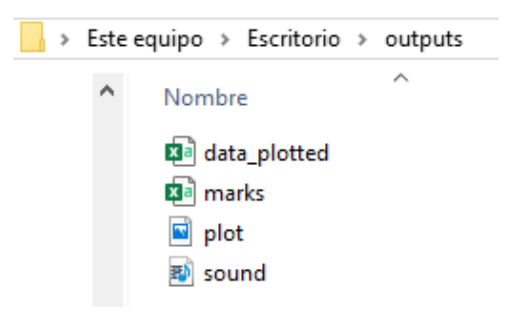 Este equipo > Escritorio > outputs
Nombre
data_plotted
marks
plot
sound